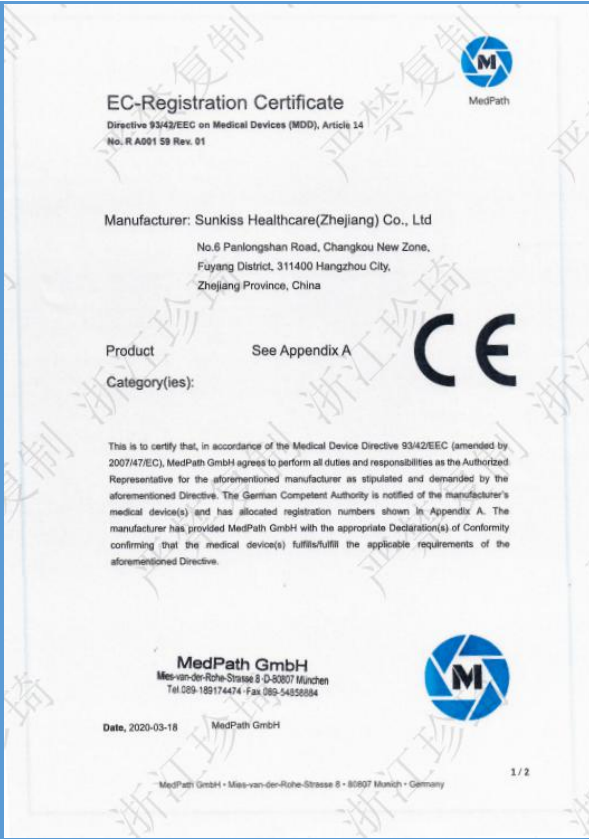 MedPath
EC-Registration Certificate
Directive 93/42/EEC on Medical Devices (MDD), Article 14
No. R A001 59 Rev. 01
Manufacturer: Sunkiss Healthcare(Zhejiang) Co., Ltd
No.6 Panlongshan Road, Changkou New Zone,
Fuyang District, 311400 Hangzhou City,
Zhejiang Province, China
CE
Product See Appendix A
Category(ies):
This is to certify that, in accordance of the Medical Device Directive 93/42/EEC (amended by
2007/47/EC), MedPath GmbH agrees to perform all duties and responsibilities as the Authorized
Representative for the aforementioned manufacturer as stipulated and demanded by the
aforementioned Directive. The German Competent Authority is notified of the manufacturer's
medical device(s) and has allocated registration numbers shown in Appendix A. The
manufacturer has provided MedPath GmbH with the appropriate Declaration(s) of Conformity
confirming that the medical device(s) fulfills/fulfill the applicable requirements of the
aforementioned Directive.
MedPath GmbH
Mies-van-der-Rohe-Strasse 8 ·D-80807 München
Tel.089-189174474 ·Fax 089-54858884
M
Date, 2020-03-18 MedPath GmbH
1 / 2
MedPath GmbH • Mies-van-der-Rohe-Strasse 8 • 80807 Munich • Germany
严禁复制 浙江珍琦